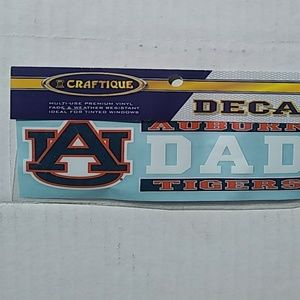 CRAFTIQUE
MULTI-USE PREMIUM VINYL
FADE & WEATHER RESISTANT
IDEAL FOR TINTED WINDOWS
DECA
AU
AUBURN
DAD
TIGERS